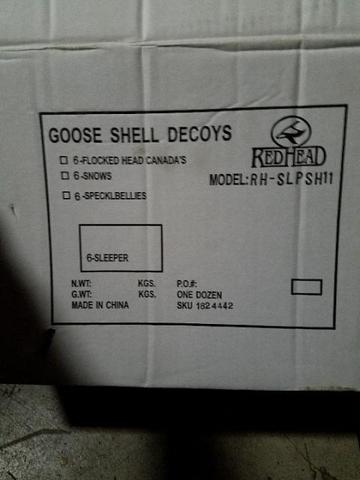 GOOSE SHELL DECOYS
REDHEAD
6-FLOCKED HEAD CANADA'S
6-SNOWS
MODEL:RH-SLPSH11
6-SPECKLBELLIES
6-SLEEPER
N.WT: KGS. P.O.#:
G.WT: KGS. ONE DOZEN
MADE IN CHINA SKU 1824442